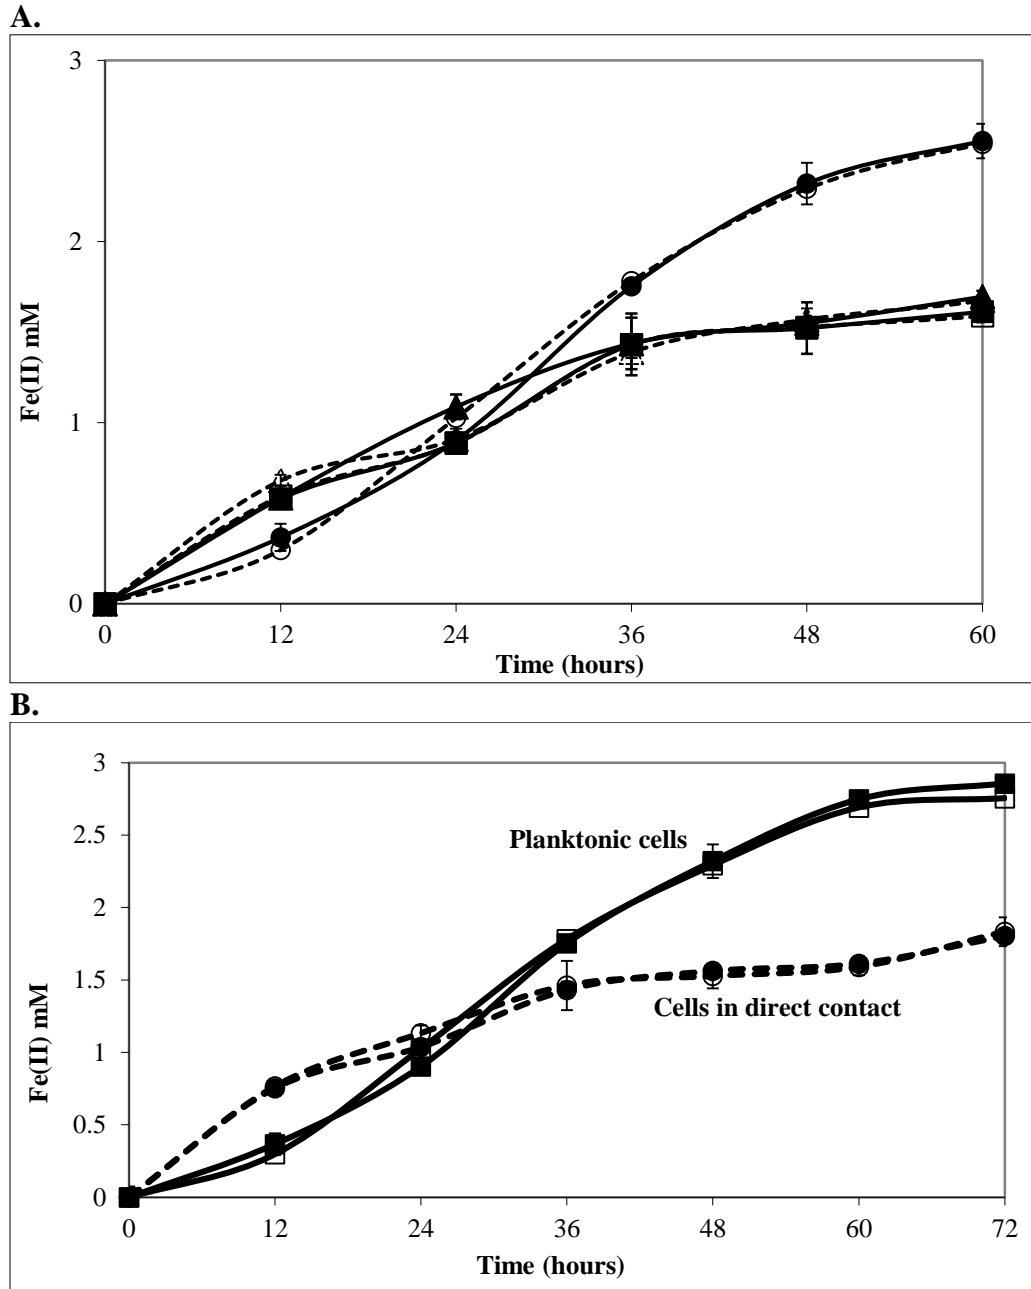 A.
3
2
1
0
Fe(II) mM
0 12 24 36 48 60
Time (hours)
B.
3
2.5
2
1.5
1
0.5
0
Fe(II) mM
Planktonic cells
Cells in direct contact
0 12 24 36 48 60 72
Time (hours)